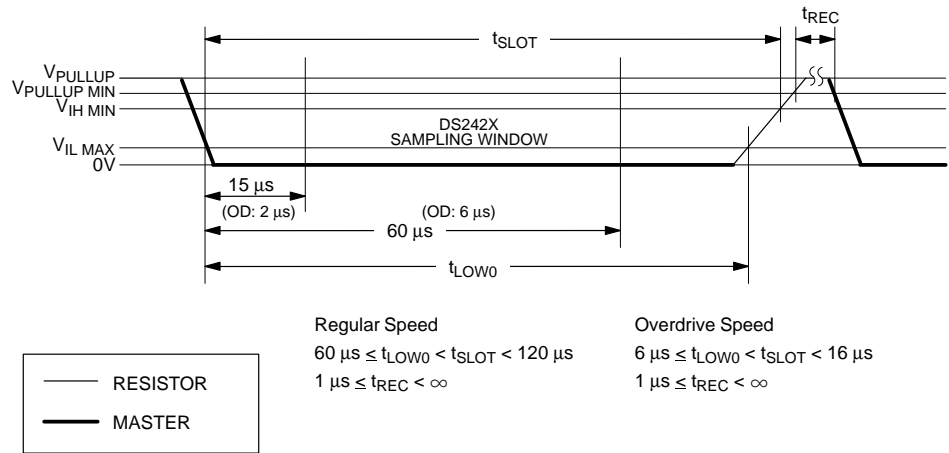 tREC
tSLOT
VPULLUP
VPULLUP MIN
VIH MIN
DS242X
SAMPLING WINDOW
VIL MAX
0V
15 μs
(OD: 2 μs)
(OD: 6 μs)
60 μs
tLOW0
Regular Speed
60 μs ≤ tLOW0 < tSLOT < 120 μs
1 μs ≤ tREC < ∞
Overdrive Speed
6 μs ≤ tLOW0 < tSLOT < 16 μs
1 μs ≤ tREC < ∞
RESISTOR
MASTER